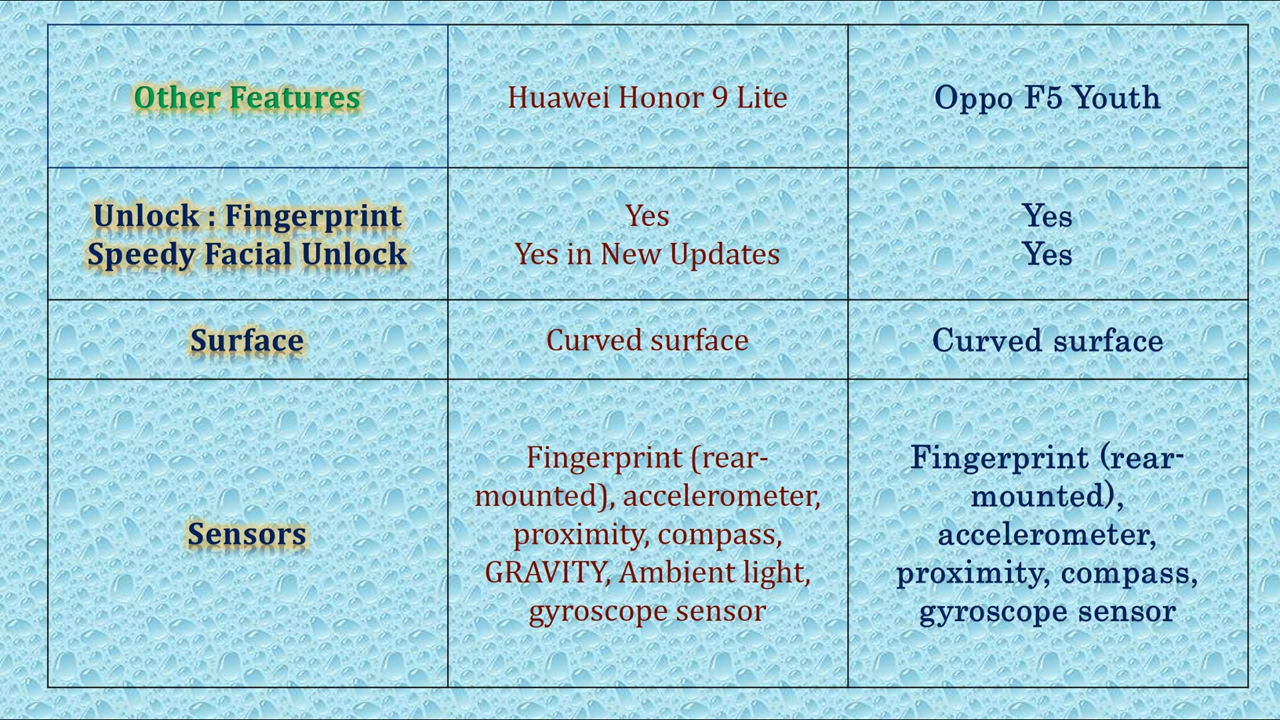 Other Features
Huawei Honor 9 Lite
Oppo F5 Youth
Unlock : Fingerprint
Speedy Facial Unlock
Yes
Yes in New Updates
Yes
Yes
Surface
Curved surface
Curved surface
Sensors
Fingerprint (rear-
mounted), accelerometer,
proximity, compass,
GRAVITY, Ambient light,
gyroscope sensor
Fingerprint (rear-
mounted),
accelerometer,
proximity, compass,
gyroscope sensor